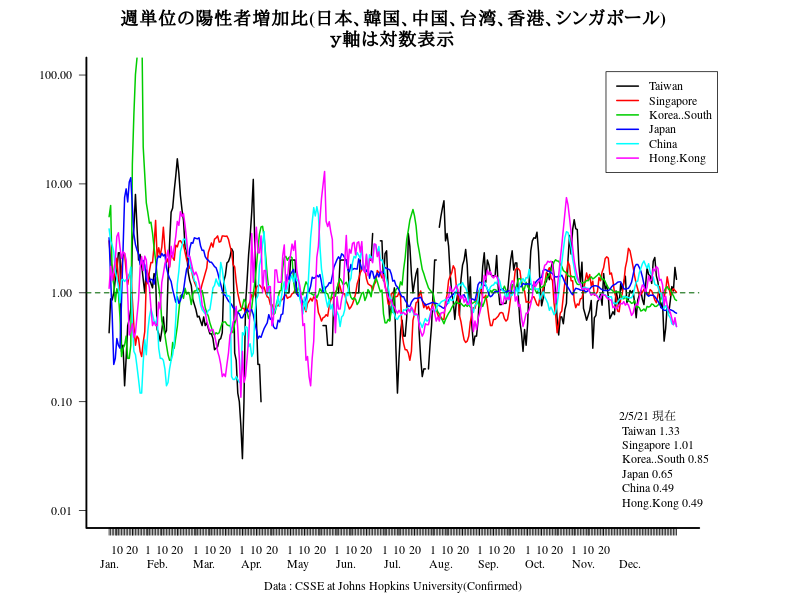 週単位の陽性者増加比(日本、韓国、中国、台湾、香港、シンガポール)
y軸は対数表示
100.00
10.00
1.00
0.10
0.01
Taiwan
Singapore
Korea..South
Japan
China
Hong.Kong
2/5/21 現在
Taiwan 1.33
Singapore 1.01
Korea..South 0.85
Japan 0.65
China 0.49
Hong.Kong 0.49
10 20 1 10 20 1 10 20 1 10 20 1 10 20 1 10 20 1 10 20 1 10 20 1 10 20 1 10 20 1 10 20
Jan. Feb. Mar. Apr. May Jun. Jul. Aug. Sep. Oct. Nov. Dec.
Data : CSSE at Johns Hopkins University(Confirmed)